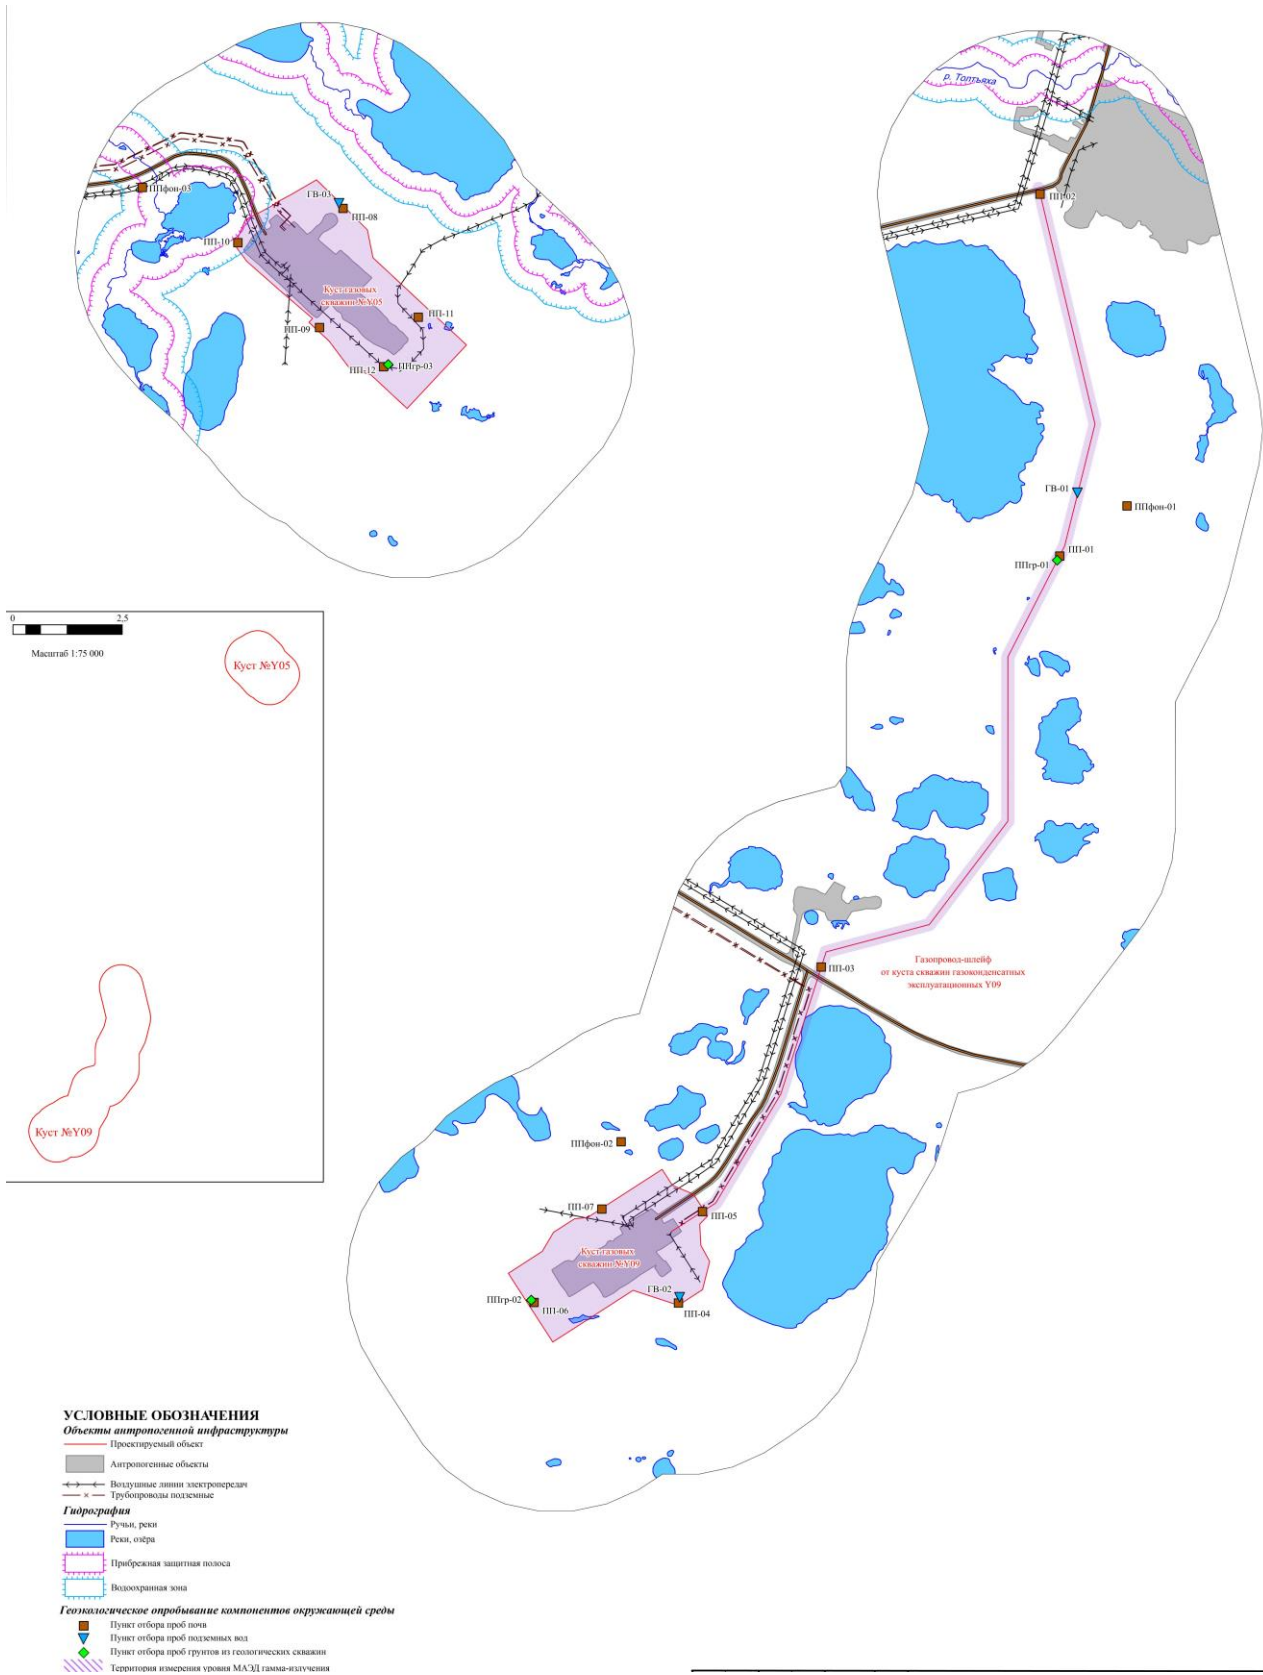 р. Топтьяха
ППфон-03
ГВ-03
ПП-08
ПП-10
Куст газовых
скважин №Y05
ПП-09
ПП-11
ПП-12
ППгр-03
ПП-02
ГВ-01
ППфон-01
ПП-01
ППгр-01
0
2,5
Масштаб 1:75 000
Куст №Y05
Куст №Y09
ПП-03
Газопровод-шлейф
от куста скважин газоконденсатных
эксплуатационных Y09
ППфон-02
ПП-07
ПП-05
Куст газовых
скважин №Y09
ГВ-02
ППгр-02
ПП-06
ПП-04
УСЛОВНЫЕ ОБОЗНАЧЕНИЯ
Объекты антропогенной инфраструктуры
Проектируемый объект
Антропогенные объекты
Воздушные линии электропередач
Трубопроводы подземные
Гидрография
Ручьи, реки
Реки, озёра
Прибрежная защитная полоса
Водоохранная зона
Геоэкологическое опробование компонентов окружающей среды
Пункт отбора проб почв
Пункт отбора проб подземных вод
Пункт отбора проб грунтов из геологических скважин
Территория измерения уровня МАЭД гамма-излучения